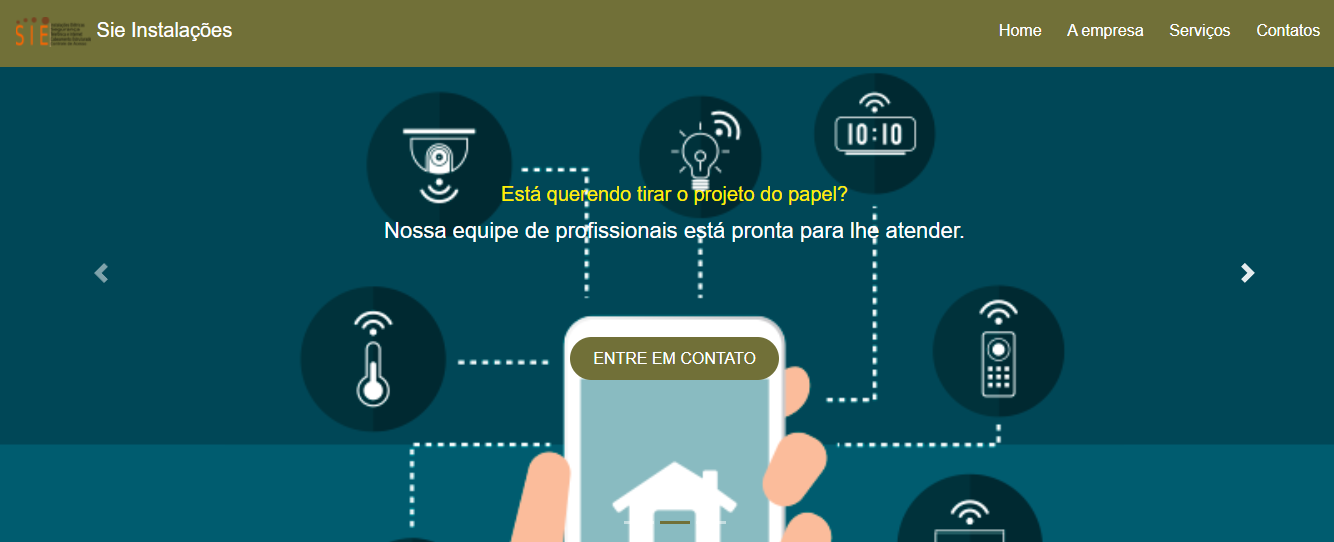 SIE
Sie Instalações
Home
A empresa
Serviços
Contatos
10:10
Está querendo tirar o projeto do papel?
Nossa equipe de profissionais está pronta para lhe atender.
ENTRE EM CONTATO